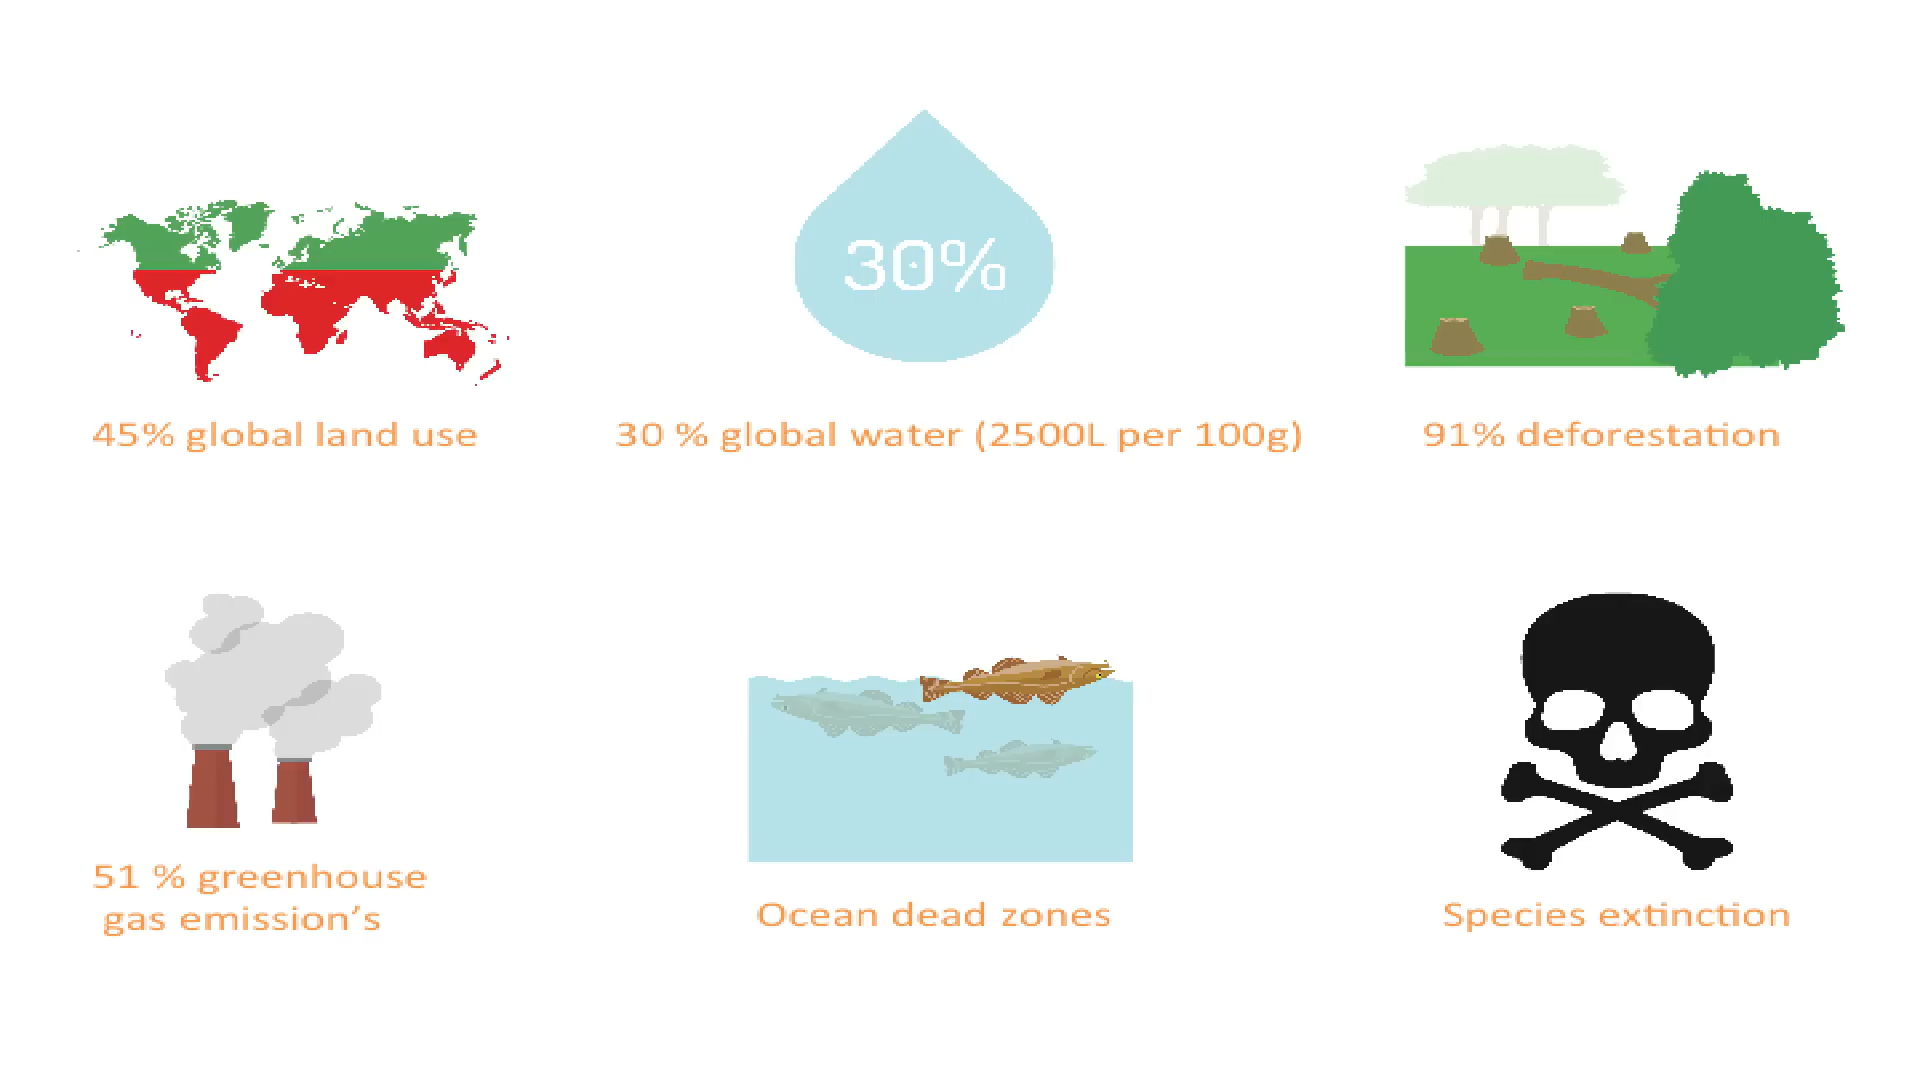 30%
45% global land use
30 % global water (2500L per 100g)
91% deforestation
51 % greenhouse
gas emission’s
Ocean dead zones
Species extinction